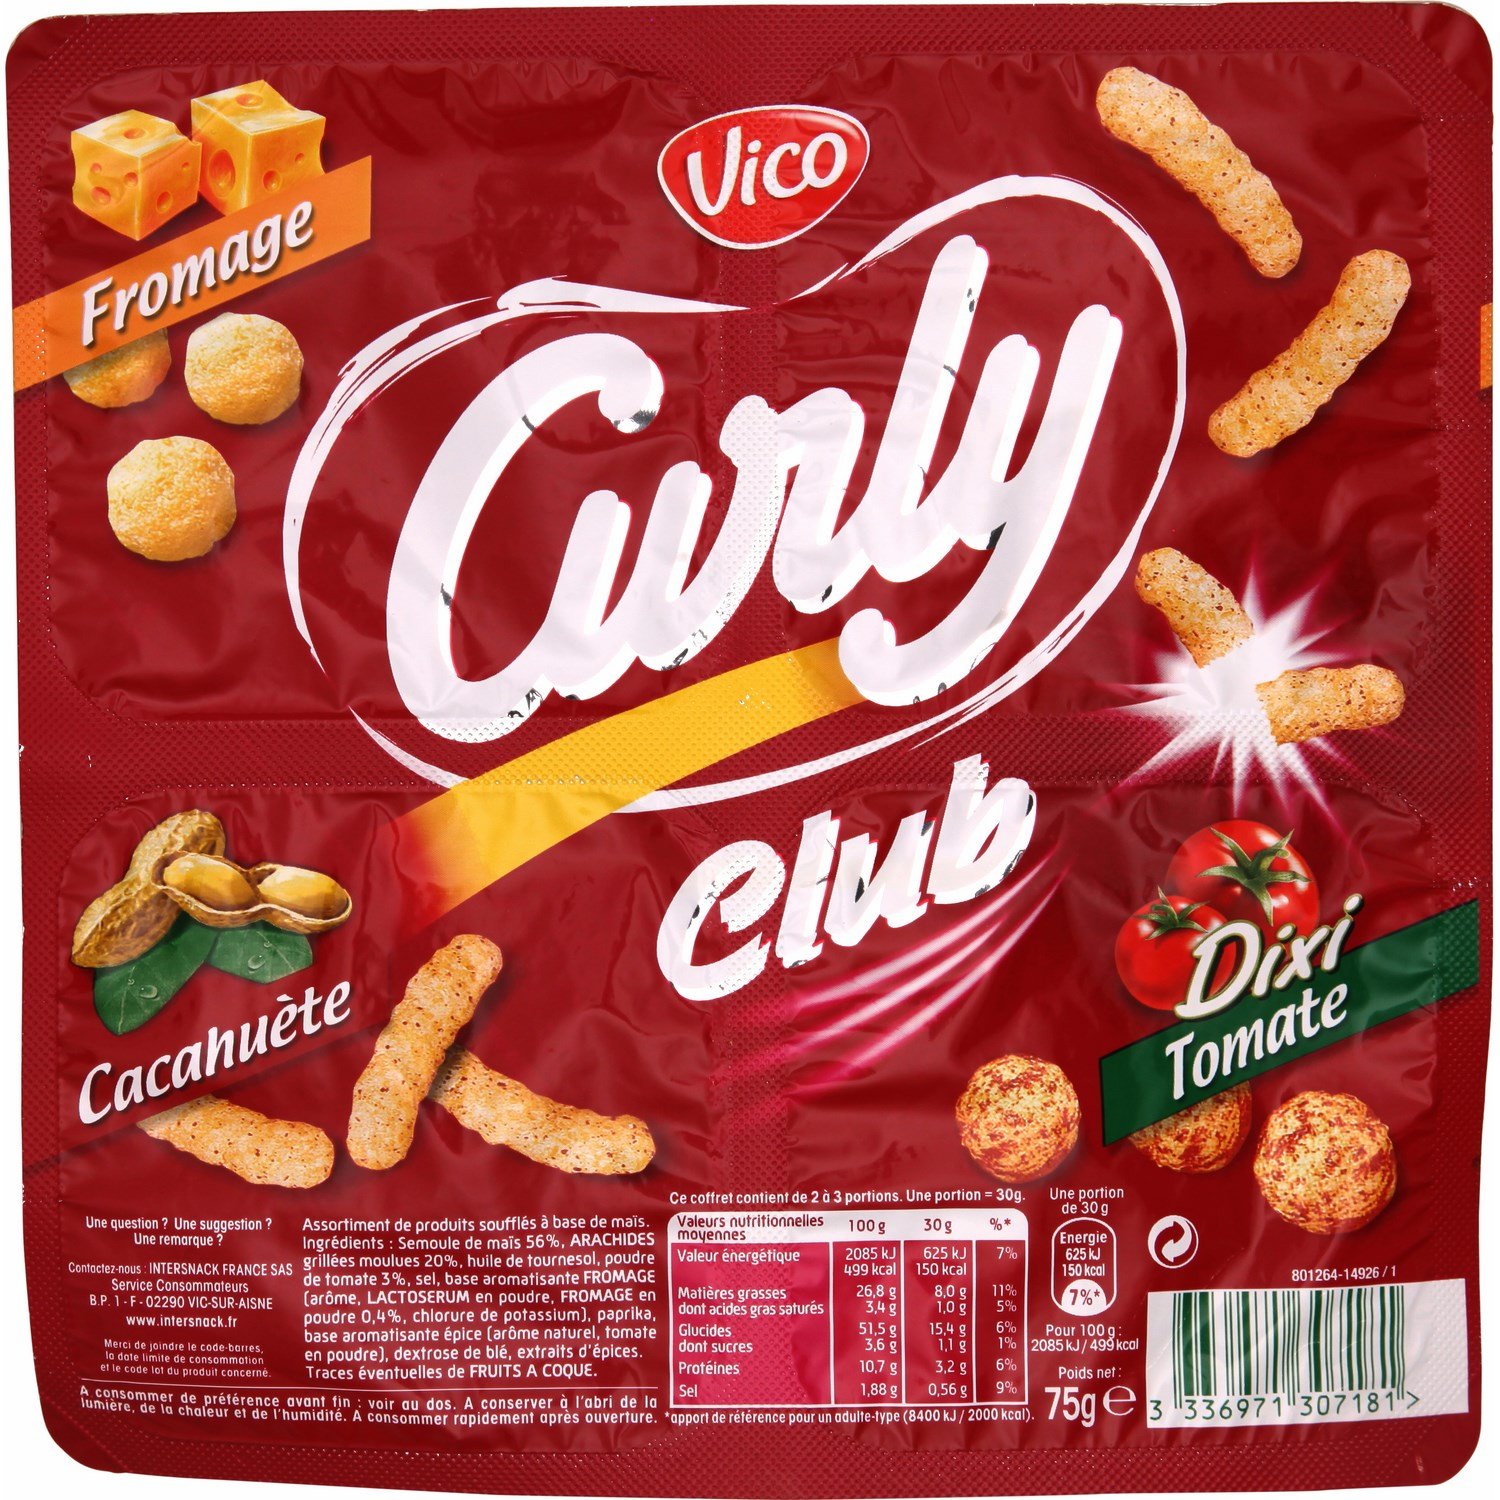 Vico
Fromage
Curly
Club
Cacahuète
Dixi
Tomate
Une question ? Une suggestion ?
Une remarque ?
Contactez-nous : INTERSNACK FRANCE SAS
Service Consommateurs
B.P. 1 - F - 02290 VIC-SUR-AISNE
www.intersnack.fr
Merci de joindre le code-barres,
la date limite de consommation
et le code lot du produit concerné.
Assortiment de produits soufflés à base de maïs.
Ingrédients : Semoule de maïs 56%, ARACHIDES
grillées moulues 20%, huile de tournesol, poudre
de tomate 3%, sel, base aromatisante FROMAGE
(arôme, LACTOSERUM en poudre, FROMAGE en
poudre 0,4%, chlorure de potassium), paprika,
base aromatisante épice (arôme naturel, tomate
en poudre), dextrose de blé, extraits d'épices.
Traces éventuelles de FRUITS A COQUE.
A consommer de préférence avant fin : voir au dos. A conserver à l'abri de la
lumière, de la chaleur et de l'humidité. A consommer rapidement après ouverture.
Ce coffret contient de 2 à 3 portions. Une portion = 30g.
Valeurs nutritionnelles moyennes 100 g 30 g %*
Valeur énergétique 2085 kJ 625 kJ 7%
499 kcal 150 kcal
Matières grasses 26,8 g 8,0 g 11%
dont acides gras saturés 3,4 g 1,0 g 5%
Glucides 51,5 g 15,4 g 6%
dont sucres 3,6 g 1,1 g 1%
Protéines 10,7 g 3,2 g 6%
Sel 1,88 g 0,56 g 9%
*apport de référence pour un adulte-type (8400 kJ / 2000 kcal).
Une portion
de 30 g
Energie
625 kJ
150 kcal
7%*
Pour 100 g :
2085 kJ / 499 kcal
Poids net :
75g e
801264-14926 / 1
3 336971 307181 >